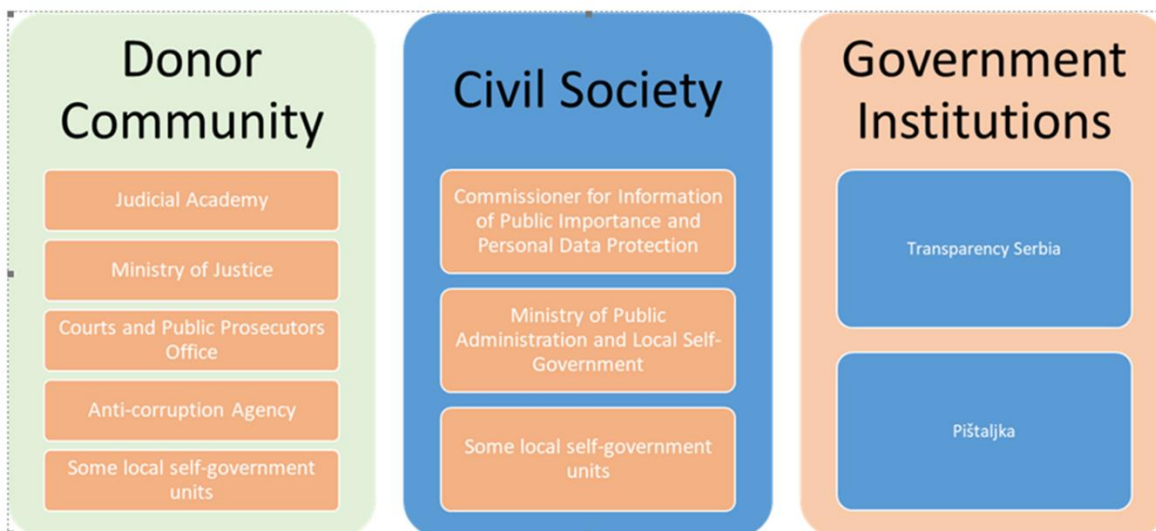 Donor
Community
Judicial Academy
Ministry of Justice
Courts and Public Prosecutors
Office
Anti-corruption Agency
Some local self-government
units
Civil Society
Commissioner for Information
of Public Importance and
Personal Data Protection
Ministry of Public
Administration and Local Self-
Government
Some local self-government
units
Government
Institutions
Transparency Serbia
Pištaljka